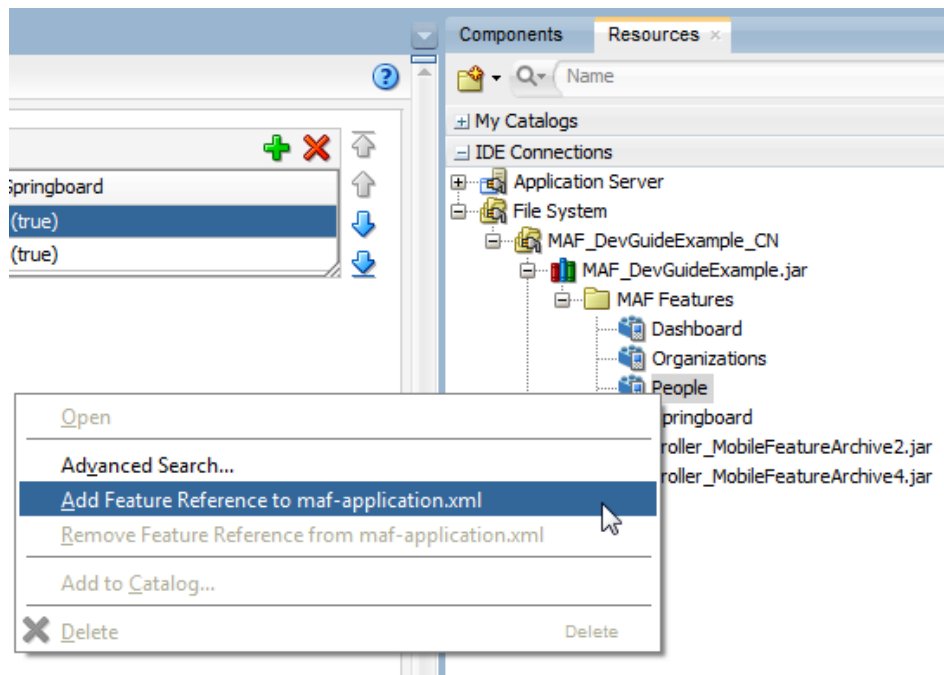 Components
Resources
Name
My Catalogs
IDE Connections
Springboard
(true)
(true)
Application Server
File System
MAF_DevGuideExample_CN
MAF_DevGuideExample.jar
MAF Features
Dashboard
Organizations
People
pringboard
roller_MobileFeatureArchive2.jar
roller_MobileFeatureArchive4.jar
Open
Advanced Search...
Add Feature Reference to maf-application.xml
Remove Feature Reference from maf-application.xml
Add to Catalog...
Delete Delete